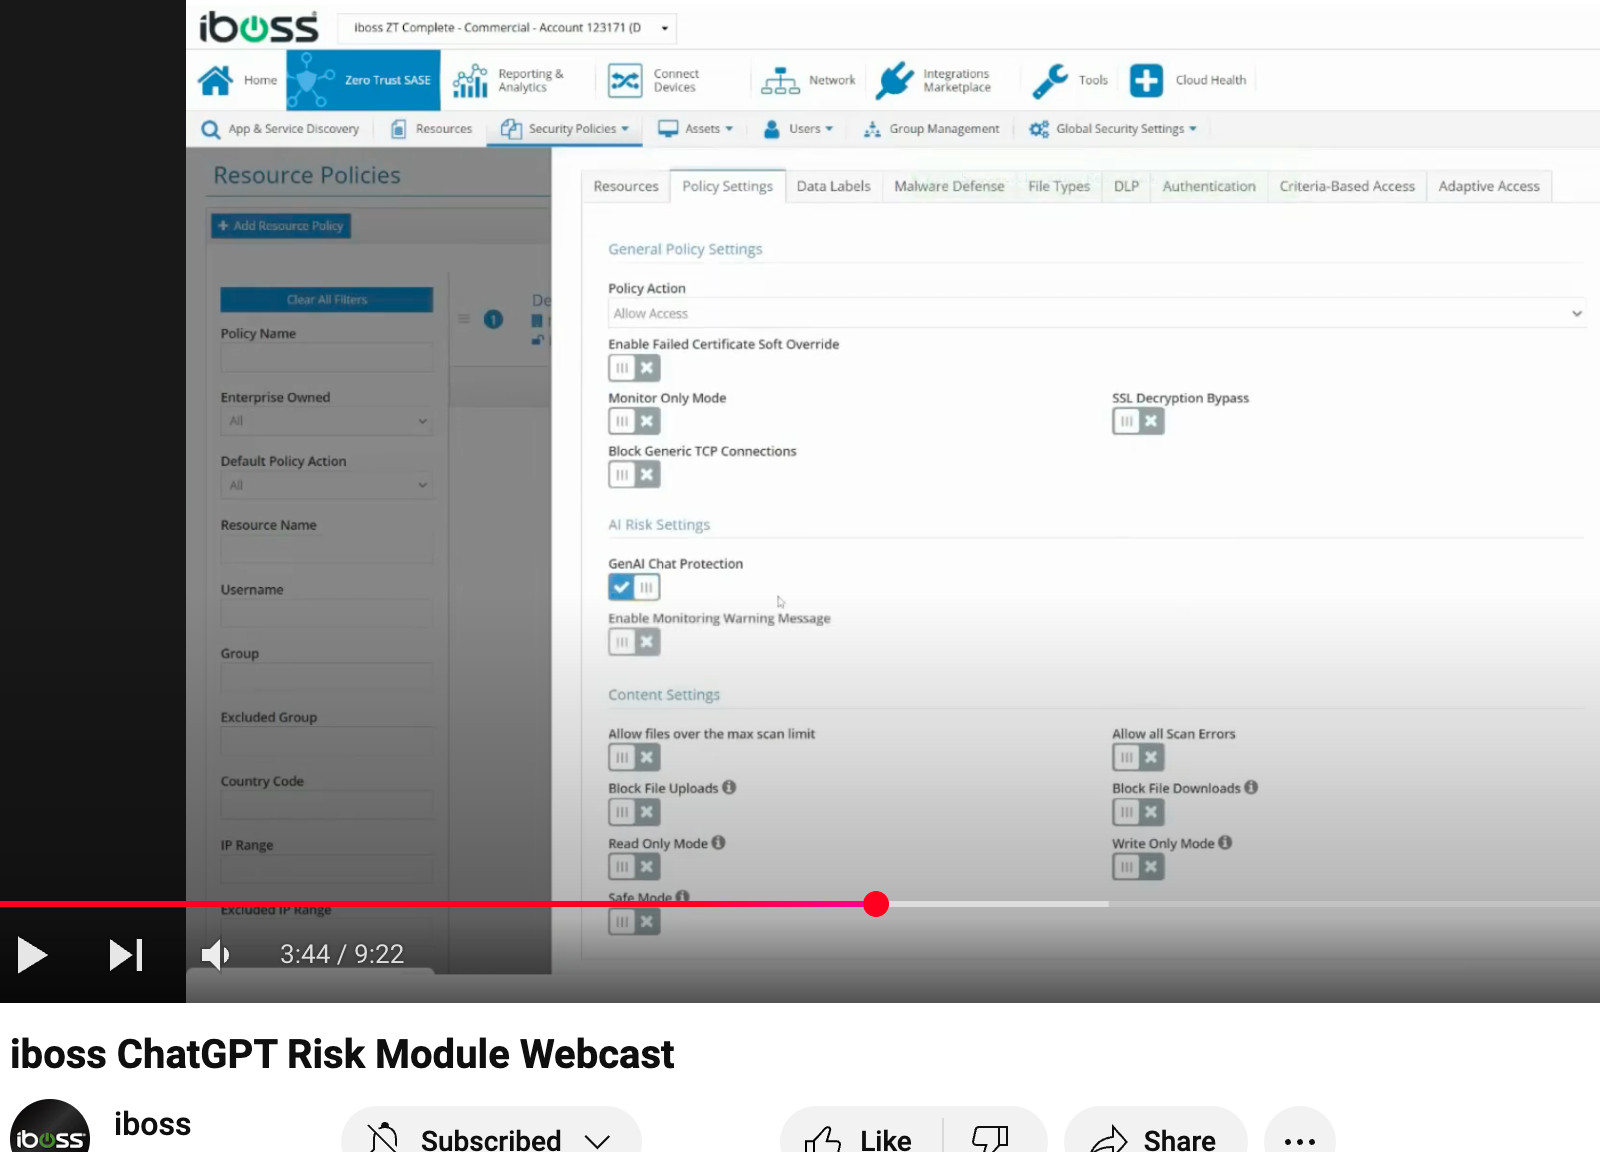 iboss
iboss ZT Complete - Commercial - Account 123171 (D
Home
Zero Trust SASE
Reporting &
Analytics
Connect
Devices
Network
Integrations
Marketplace
Tools
Cloud Health
App & Service Discovery
Resources
Security Policies
Assets
Users
Group Management
Global Security Settings
Resource Policies
Add Resource Policy
Clear All Filters
Policy Name
Enterprise Owned
All
Default Policy Action
All
Resource Name
Username
Group
Excluded Group
Country Code
IP Range
Excluded IP Range
1
De
Resources
Policy Settings
Data Labels
Malware Defense
File Types
DLP
Authentication
Criteria-Based Access
Adaptive Access
General Policy Settings
Policy Action
Allow Access
Enable Failed Certificate Soft Override
Monitor Only Mode
SSL Decryption Bypass
Block Generic TCP Connections
AI Risk Settings
GenAI Chat Protection
Enable Monitoring Warning Message
Content Settings
Allow files over the max scan limit
Allow all Scan Errors
Block File Uploads
Block File Downloads
Read Only Mode
Write Only Mode
Safe Mode
3:44 / 9:22
iboss ChatGPT Risk Module Webcast
iboss
iboss
Subscribed
Like
Share